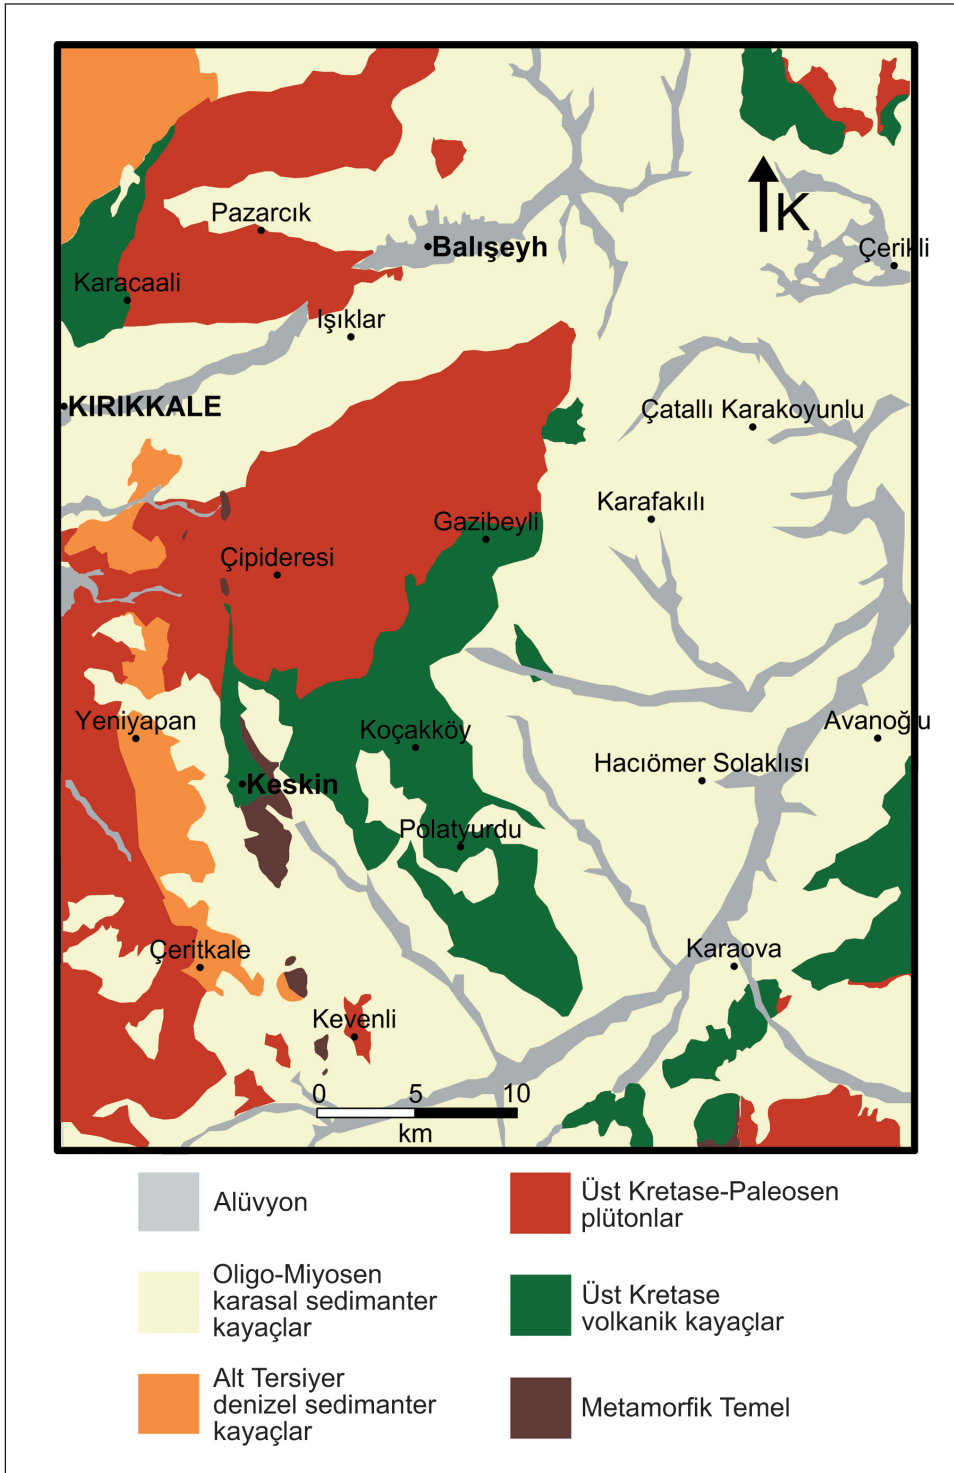 K
Pazarcık
Balışeyh
Çerikli
Karacaali
Işıklar
KIRIKKALE
Çatallı Karakoyunlu
Karafakılı
Gazibeyli
Çipideresi
Yeniyapan
Koçakköy
Avanoğlu
Hacıömer Solaklısı
Keskin
Polatyurdu
Çeritkale
Karaova
Kevenli
0 5 10
km
Alüvyon
Oligo-Miyosen
karasal sedimanter
kayaçlar
Alt Tersiyer
denizel sedimanter
kayaçlar
Üst Kretase-Paleosen
plütonlar
Üst Kretase
volkanik kayaçlar
Metamorfik Temel